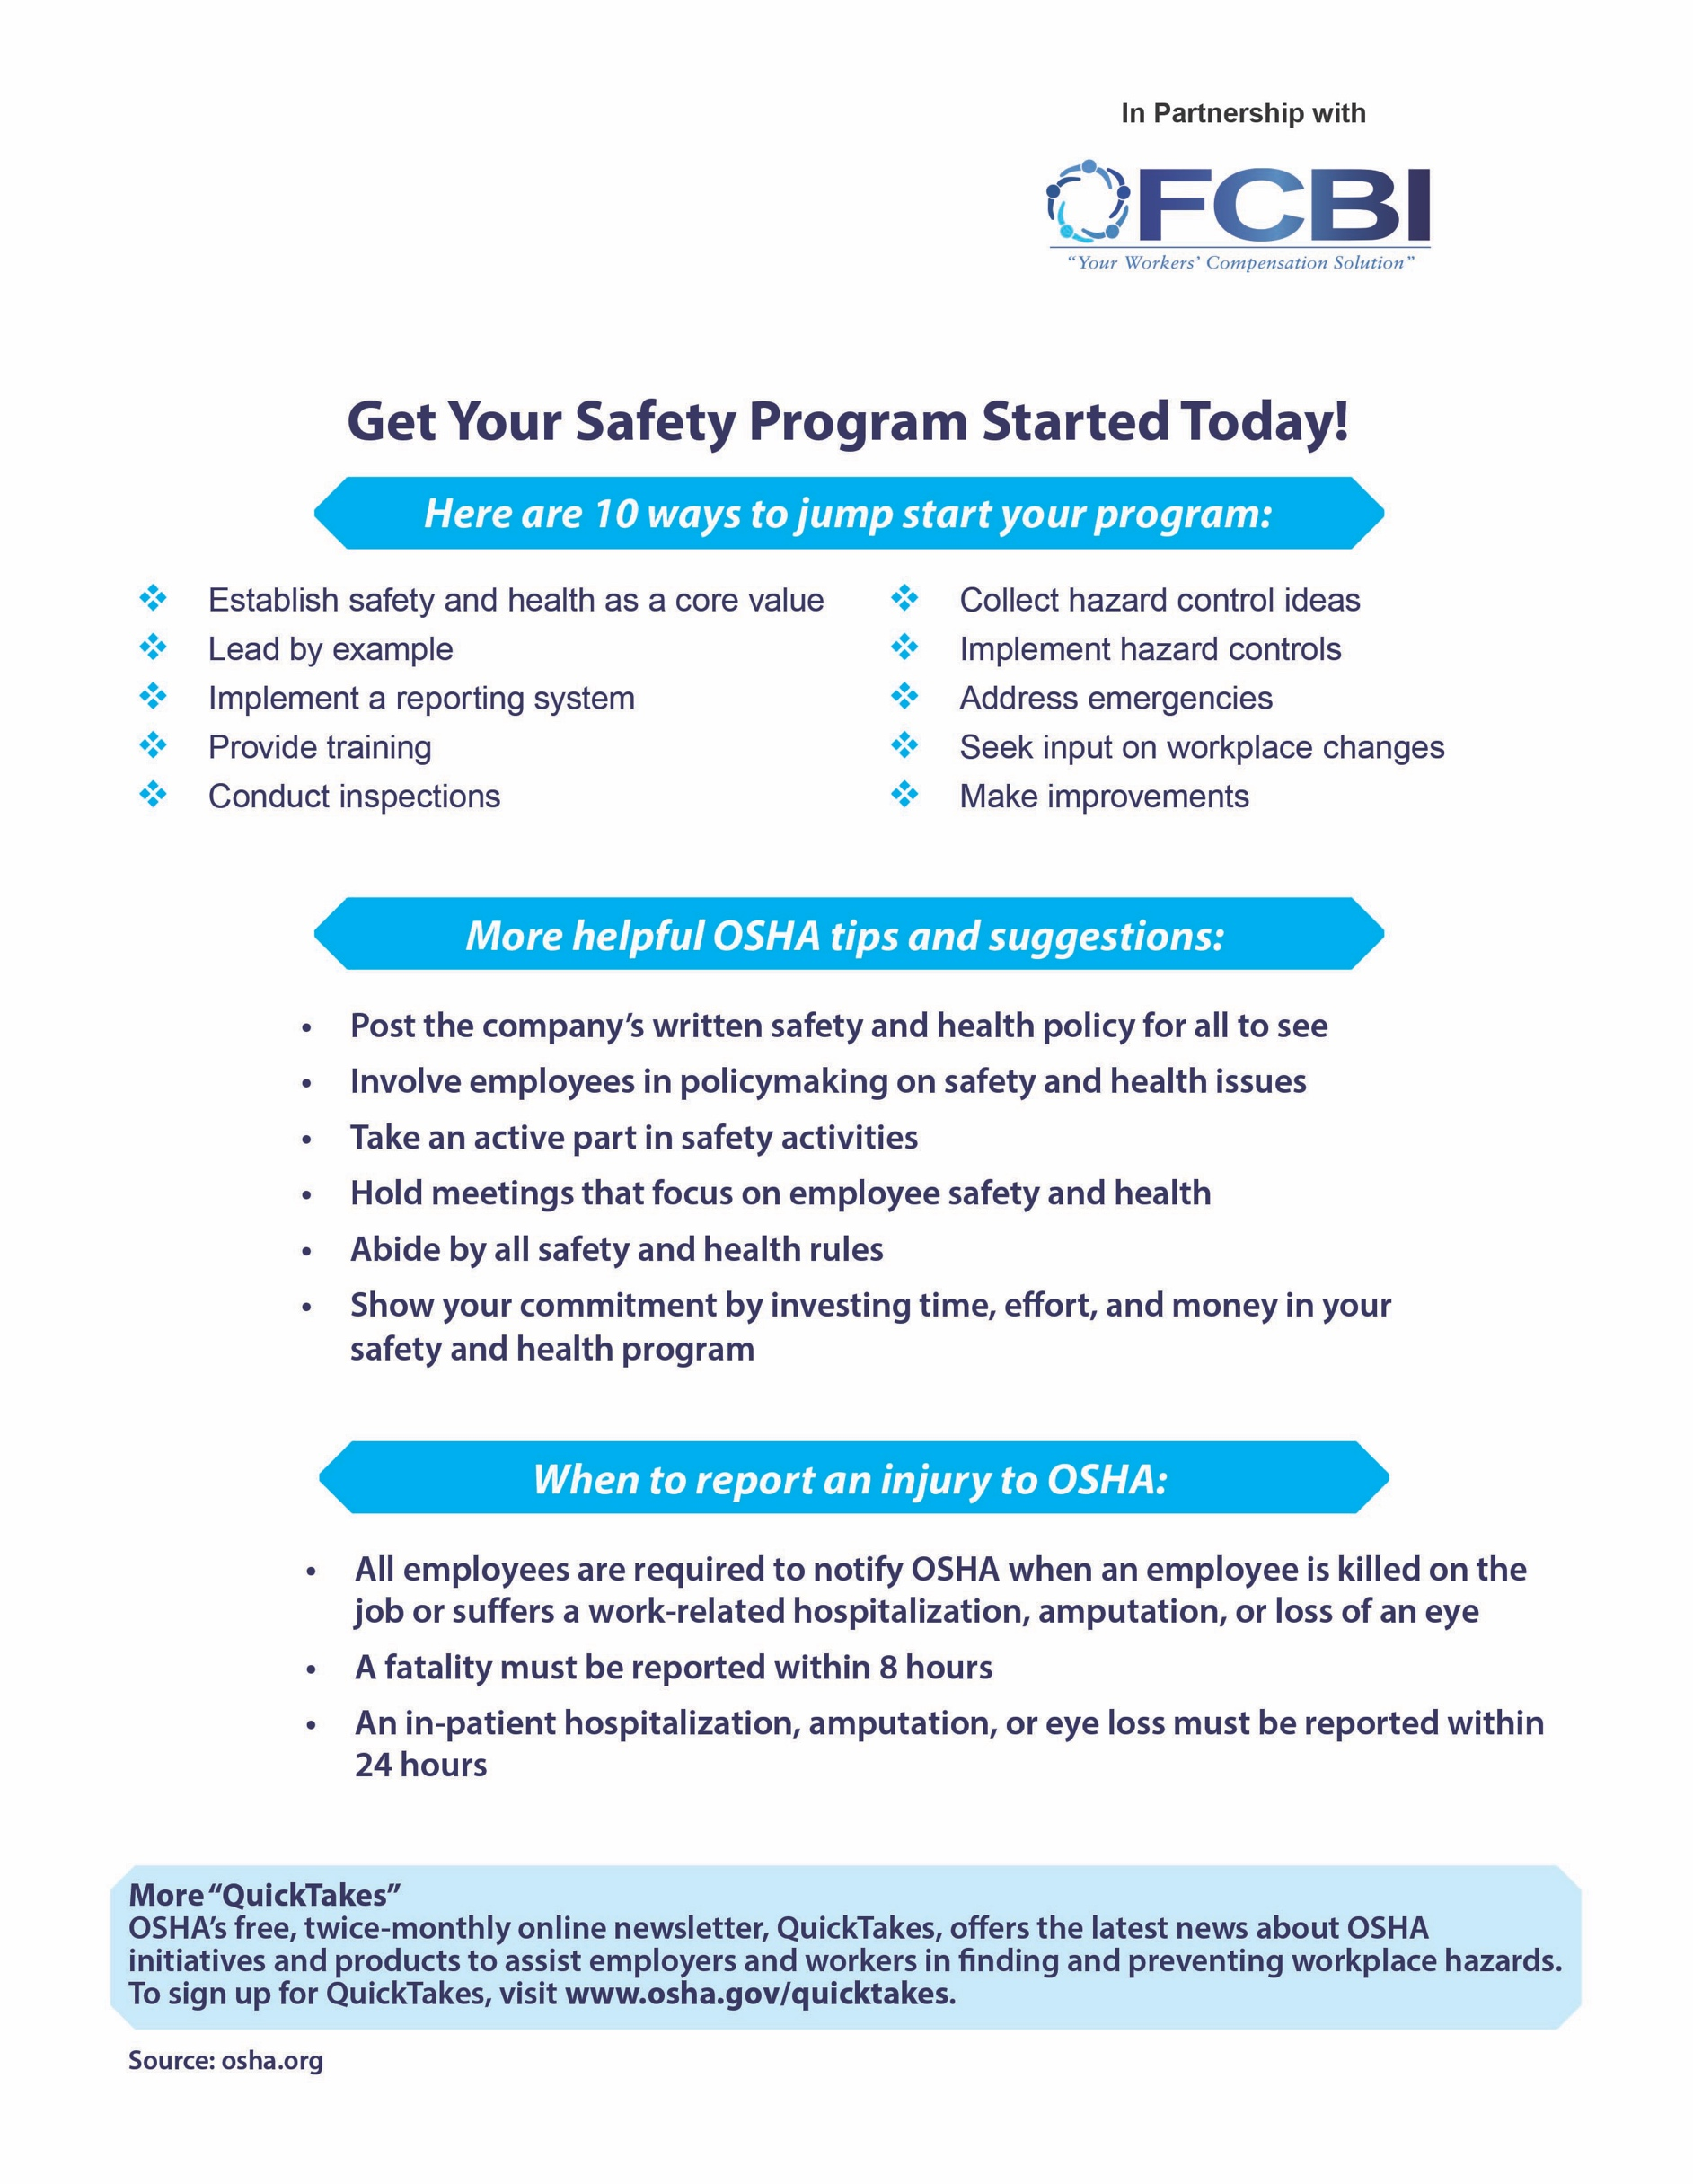 In Partnership with
FCBI
“Your Workers’ Compensation Solution”
Get Your Safety Program Started Today!
Here are 10 ways to jump start your program:
Establish safety and health as a core value
Lead by example
Implement a reporting system
Provide training
Conduct inspections
Collect hazard control ideas
Implement hazard controls
Address emergencies
Seek input on workplace changes
Make improvements
More helpful OSHA tips and suggestions:
• Post the company’s written safety and health policy for all to see
• Involve employees in policymaking on safety and health issues
• Take an active part in safety activities
• Hold meetings that focus on employee safety and health
• Abide by all safety and health rules
• Show your commitment by investing time, effort, and money in your
safety and health program
When to report an injury to OSHA:
• All employees are required to notify OSHA when an employee is killed on the
job or suffers a work-related hospitalization, amputation, or loss of an eye
• A fatality must be reported within 8 hours
• An in-patient hospitalization, amputation, or eye loss must be reported within
24 hours
More “QuickTakes”
OSHA’s free, twice-monthly online newsletter, QuickTakes, offers the latest news about OSHA
initiatives and products to assist employers and workers in finding and preventing workplace hazards.
To sign up for QuickTakes, visit www.osha.gov/quicktakes.
Source: osha.org